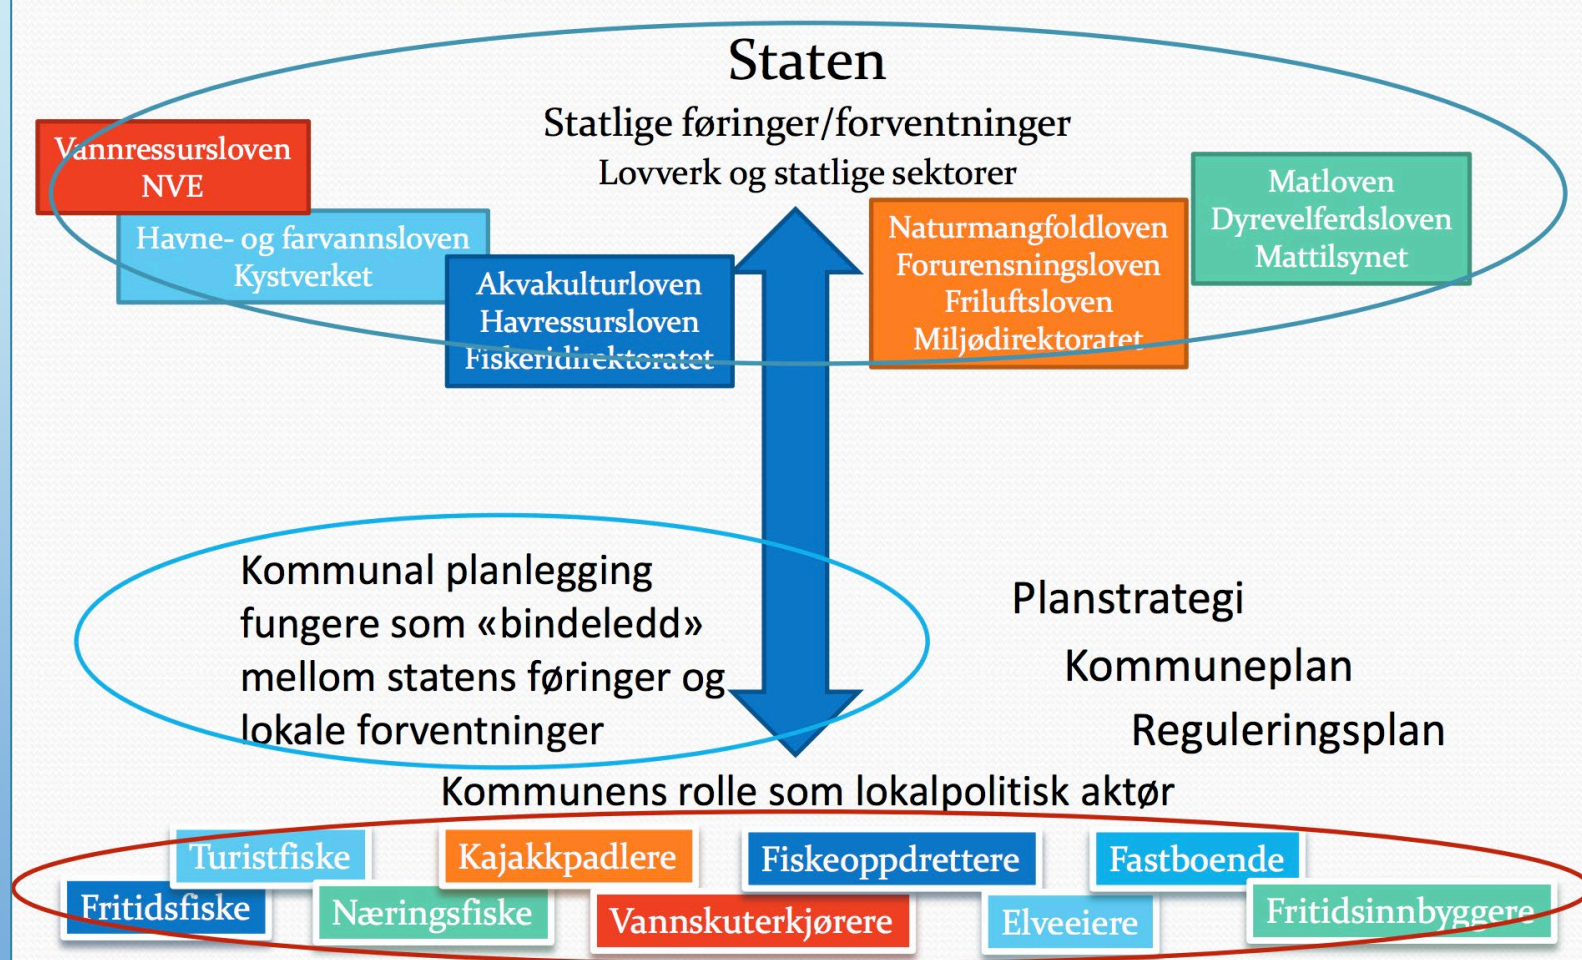 Staten
Statlige føringer/forventninger
Lovverk og statlige sektorer
Vannressursloven
NVE
Havne- og farvannsloven
Kystverket
Akvakulturloven
Havressursloven
Fiskeridirektoratet
Naturmangfoldloven
Forurensningsloven
Friluftsloven
Miljødirektoratet
Matloven
Dyrevelferdsloven
Mattilsynet
Kommunal planlegging
fungere som «bindeledd»
mellom statens føringer og
lokale forventninger
Planstrategi
Kommuneplan
Reguleringsplan
Kommunens rolle som lokalpolitisk aktør
Turistfiske
Kajakkpadlere
Fiskeoppdrettere
Fastboende
Fritidsfiske
Næringsfiske
Vannskuterkjørere
Elveeiere
Fritidsinnbyggere